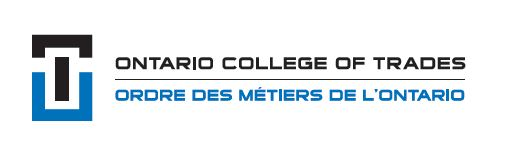 ONTARIO COLLEGE OF TRADES
ORDRE DES MÉTIERS DE L'ONTARIO